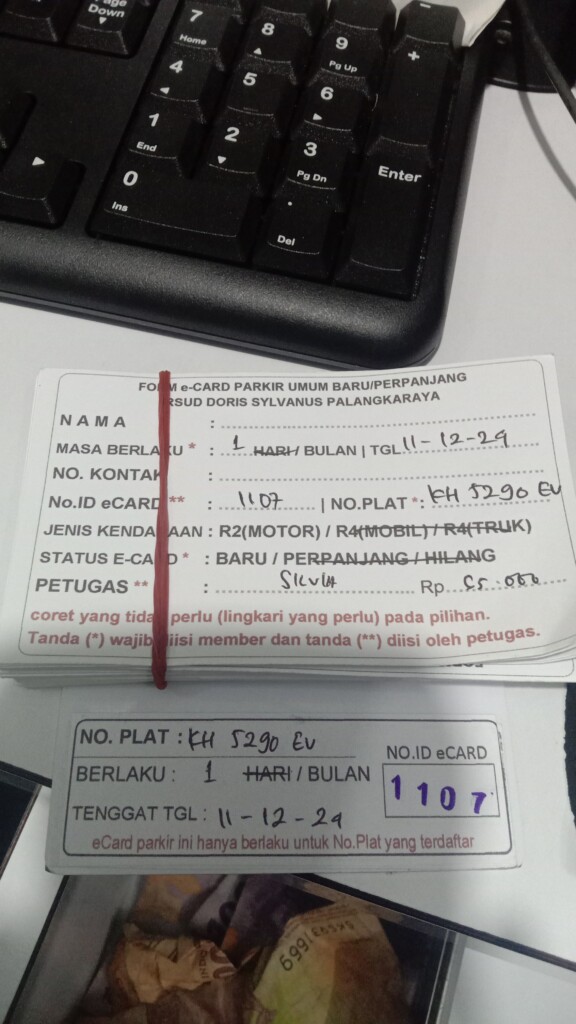 Page
Down
7
Home
8
9
Pg Up
-
+
4
5
6
1
End
2
3
Pg Dn
Enter
0
Ins
.
Del
FORM e-CARD PARKIR UMUM BARU/PERPANJANG
RSUD DORIS SYLVANUS PALANGKARAYA
NAMA :
MASA BERLAKU * : 1 HARI / BULAN | TGL. 11-12-24
NO. KONTAK :
No.ID eCARD ** : 1107 | NO.PLAT *: KH 5290 EU
JENIS KENDARAAN : R2(MOTOR) / R4(MOBIL) / R4(TRUK)
STATUS E-CARD * : BARU / PERPANJANG / HILANG
PETUGAS ** : SILVIA Rp
coret yang tidak perlu (lingkari yang perlu) pada pilihan.
Tanda (*) wajib diisi member dan tanda (**) diisi oleh petugas.
NO. PLAT : KH 5290 EU
NO.ID eCARD
BERLAKU : 1 HARI / BULAN
1107
TENGGAT TGL : 11-12-24
eCard parkir ini hanya berlaku untuk No.Plat yang terdaftar